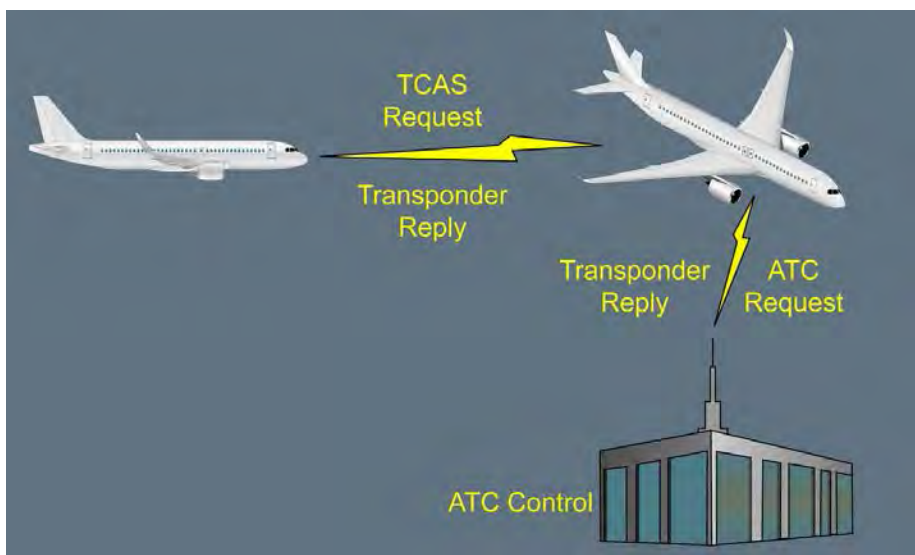 TCAS
Request
Transponder
Reply
Transponder
Reply
ATC
Request
ATC Control